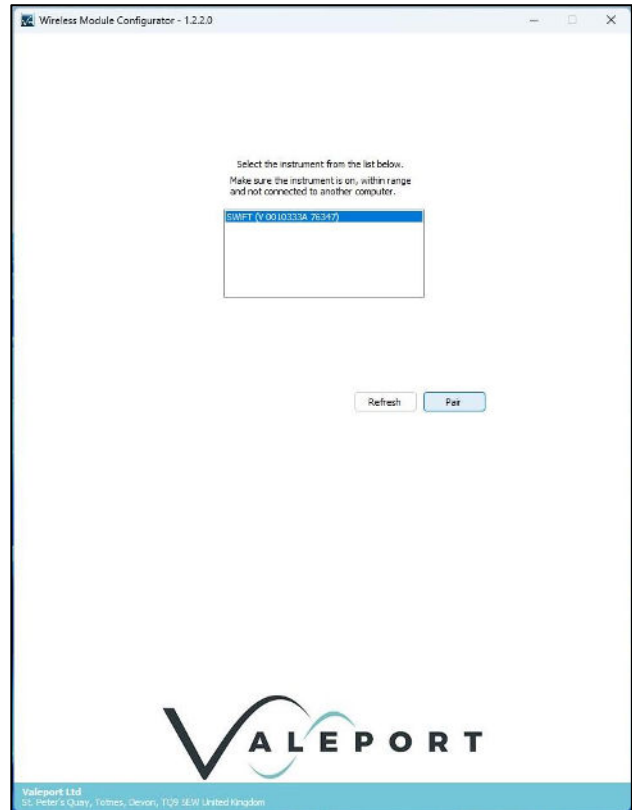 Wireless Module Configurator - 1.2.2.0
Select the instrument from the list below.
Make sure the instrument is on, within range
and not connected to another computer.
SWiFT (V 0010333A 76347)
Refresh
Pair
VALEPORT
Valeport Ltd
St. Peter's Quay, Totnes, Devon, TQ9 5EW United Kingdom